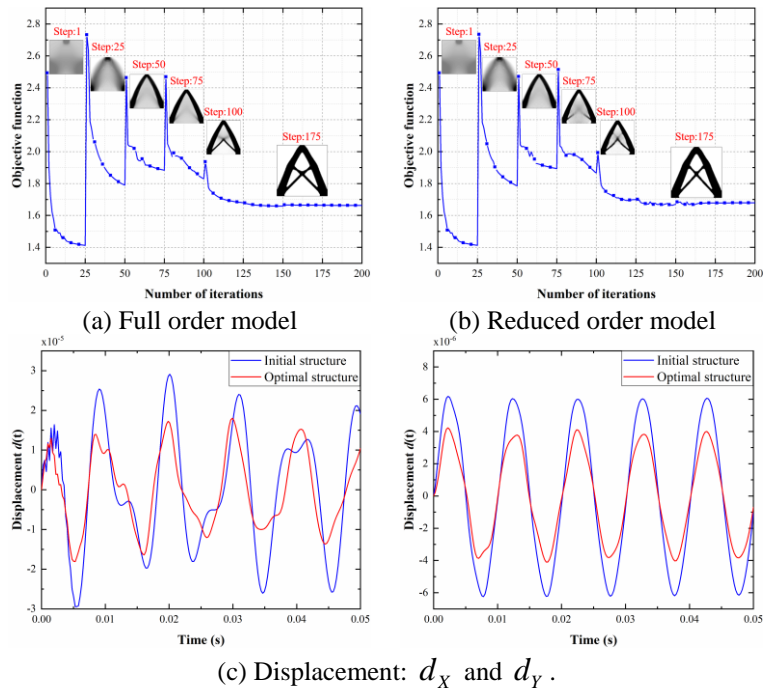 2.8
2.6
2.4
2.2
2.0
1.8
1.6
1.4
Objective function
Step:1
Step:25
Step:50
Step:75
Step:100
Step:175
0 25 50 75 100 125 150 175 200
Number of iterations
(a) Full order model
2.8
2.6
2.4
2.2
2.0
1.8
1.6
1.4
Objective function
Step:1
Step:25
Step:50
Step:75
Step:100
Step:175
0 25 50 75 100 125 150 175 200
Number of iterations
(b) Reduced order model
x10⁻⁵
3
2
1
0
-1
-2
-3
Displacement d(t)
Initial structure
Optimal structure
0.00 0.01 0.02 0.03 0.04 0.05
Time (s)
x10⁻⁶
8
6
4
2
0
-2
-4
-6
Displacement d(t)
Initial structure
Optimal structure
0.00 0.01 0.02 0.03 0.04 0.05
Time (s)
(c) Displacement: d_X and d_Y .